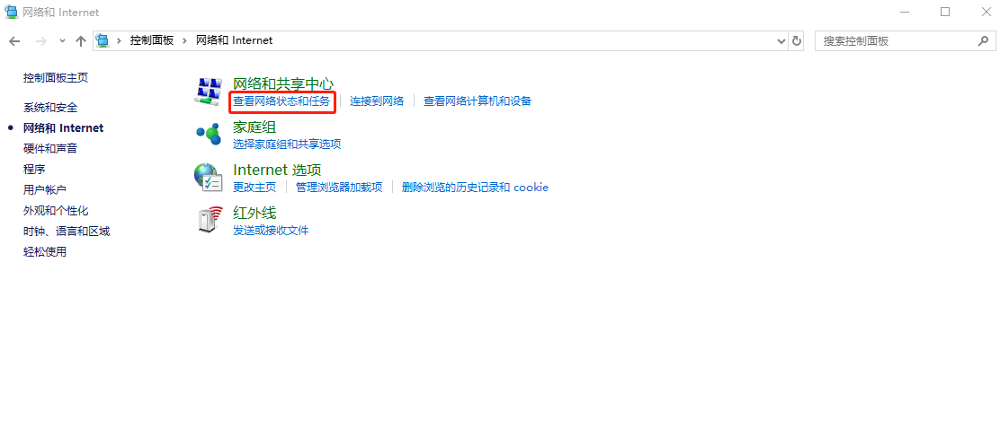 网络和 Internet
控制面板 网络和 Internet
搜索控制面板
控制面板主页
系统和安全
网络和 Internet
硬件和声音
程序
用户帐户
外观和个性化
时钟、语言和区域
轻松使用
网络和共享中心
查看网络状态和任务 连接到网络 查看网络计算机和设备
家庭组
选择家庭组和共享选项
Internet 选项
更改主页 管理浏览器加载项 删除浏览的历史记录和 cookie
红外线
发送或接收文件